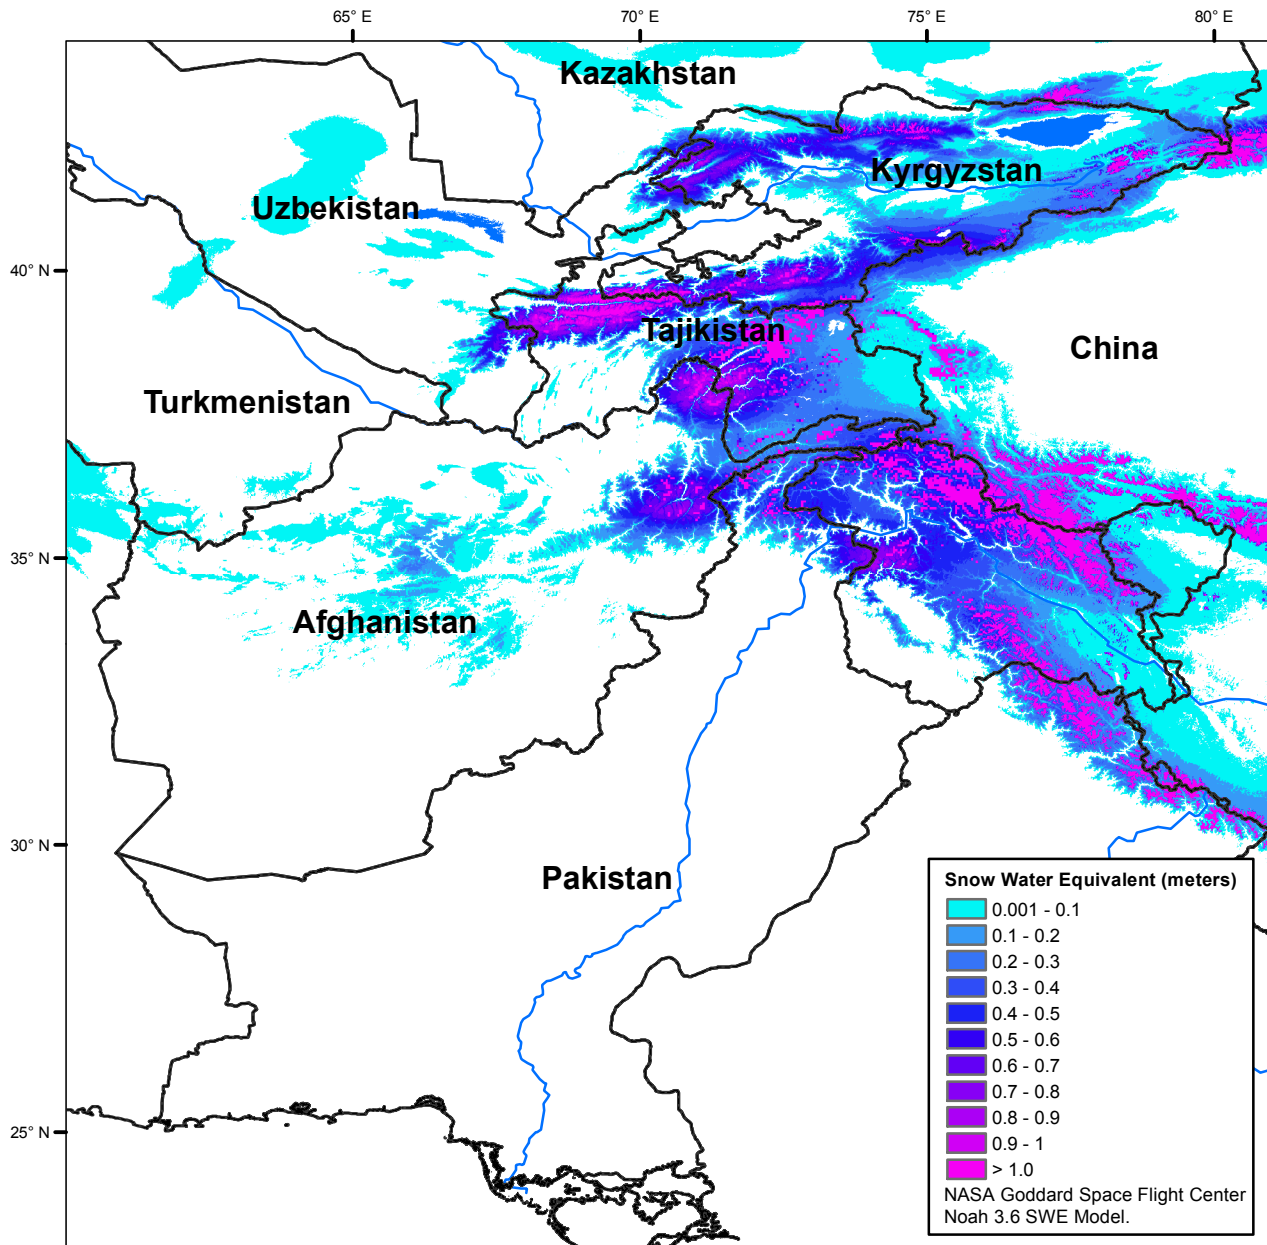 65° E
70° E
75° E
80° E
Kazakhstan
Kyrgyzstan
Uzbekistan
40° N
Tajikistan
China
Turkmenistan
35° N
Afghanistan
30° N
Pakistan
25° N
Snow Water Equivalent (meters)
0.001 - 0.1
0.1 - 0.2
0.2 - 0.3
0.3 - 0.4
0.4 - 0.5
0.5 - 0.6
0.6 - 0.7
0.7 - 0.8
0.8 - 0.9
0.9 - 1
> 1.0
NASA Goddard Space Flight Center
Noah 3.6 SWE Model.